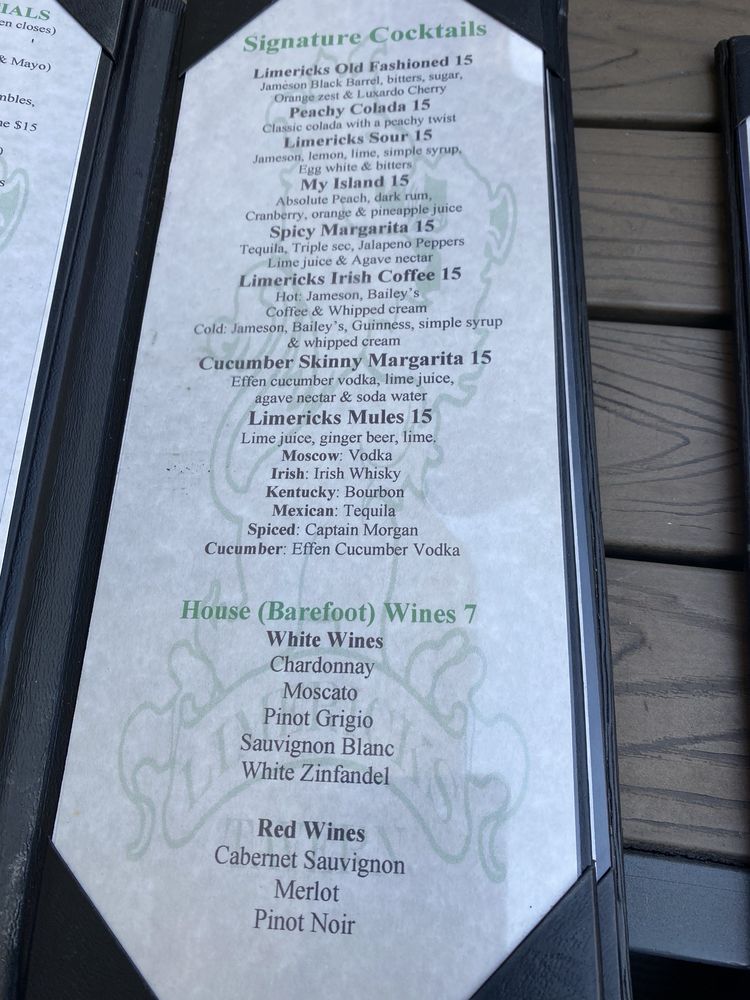 IALS
en closes)
& Mayo)
mbles,
ne $15
)
s
Signature Cocktails
Limericks Old Fashioned 15
Jameson Black Barrel, bitters, sugar,
Orange zest & Luxardo Cherry
Peachy Colada 15
Classic colada with a peachy twist
Limericks Sour 15
Jameson, lemon, lime, simple syrup,
Egg white & bitters
My Island 15
Absolute Peach, dark rum,
Cranberry, orange & pineapple juice
Spicy Margarita 15
Tequila, Triple sec, Jalapeno Peppers
Lime juice & Agave nectar
Limericks Irish Coffee 15
Hot: Jameson, Bailey's
Coffee & Whipped cream
Cold: Jameson, Bailey's, Guinness, simple syrup
& whipped cream
Cucumber Skinny Margarita 15
Effen cucumber vodka, lime juice,
agave nectar & soda water
Limericks Mules 15
Lime juice, ginger beer, lime.
Moscow: Vodka
Irish: Irish Whisky
Kentucky: Bourbon
Mexican: Tequila
Spiced: Captain Morgan
Cucumber: Effen Cucumber Vodka
House (Barefoot) Wines 7
White Wines
Chardonnay
Moscato
Pinot Grigio
Sauvignon Blanc
White Zinfandel
LIMERICKS
Red Wines
Cabernet Sauvignon
Merlot
Pinot Noir